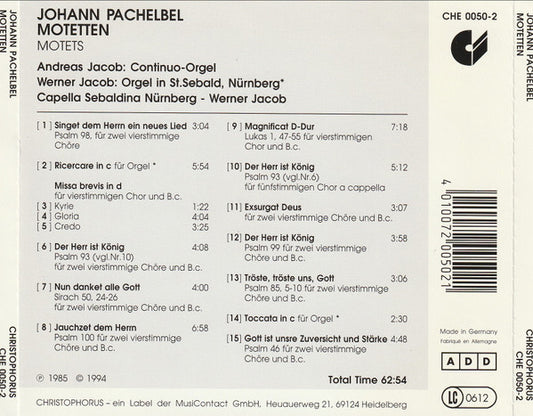 JOHANN PACHELBEL
MOTETTEN
CHRISTOPHORUS
CHE 0050-2
JOHANN PACHELBEL
MOTETTEN
MOTETS
CHE 0050-2
Andreas Jacob: Continuo-Orgel
Werner Jacob: Orgel in St.Sebald, Nürnberg*
Capella Sebaldina Nürnberg - Werner Jacob
[ 1 ] Singet dem Herrn ein neues Lied 3:04
Psalm 98, für zwei vierstimmige
Chöre
[ 2 ] Ricercare in c für Orgel * 5:54
Missa brevis in d
für vierstimmigen Chor und B.c.
[ 3 ] Kyrie 1:22
[ 4 ] Gloria 4:04
[ 5 ] Credo 3:25
[ 6 ] Der Herr ist König 4:08
Psalm 93 (vgl.Nr.10)
für zwei vierstimmige Chöre und B.c.
[ 7 ] Nun danket alle Gott 4:00
Sirach 50, 24-26
für zwei vierstimmige Chöre und B.c.
[ 8 ] Jauchzet dem Herrn 6:58
Psalm 100 für zwei vierstimmige
Chöre
[ 9 ] Magnificat D-Dur 7:18
Lukas 1, 47-55 für vierstimmigen
Chor und B.c.
[10] Der Herr ist König 5:12
Psalm 93 (vgl.Nr.6)
für fünfstimmigen Chor a cappella
[11] Exsurgat Deus 3:07
für zwei vierstimmige Chöre und B.c.
[12] Der Herr ist König 3:58
Psalm 99 für zwei vierstimmige
Chöre und B.c.
[13] Tröste, tröste uns, Gott 3:06
Psalm 85, 5-10 für zwei vierstimmige
Chöre und B.c.
[14] Toccata in c für Orgel * 2:30
[15] Gott ist unsre Zuversicht und Stärke 4:48
Psalm 46 für zwei vierstimmige
Chöre und B.c.
℗ 1985 © 1994
Total Time 62:54
CHRISTOPHORUS – ein Label der MusiContact GmbH, Heuauerweg 21, 69124 Heidelberg
4 010072 005021
Made in Germany
Fabriqué en Allemagne
A D D
LC 0612
JOHANN PACHELBEL
MOTETTEN
CHRISTOPHORUS
CHE 0050-2